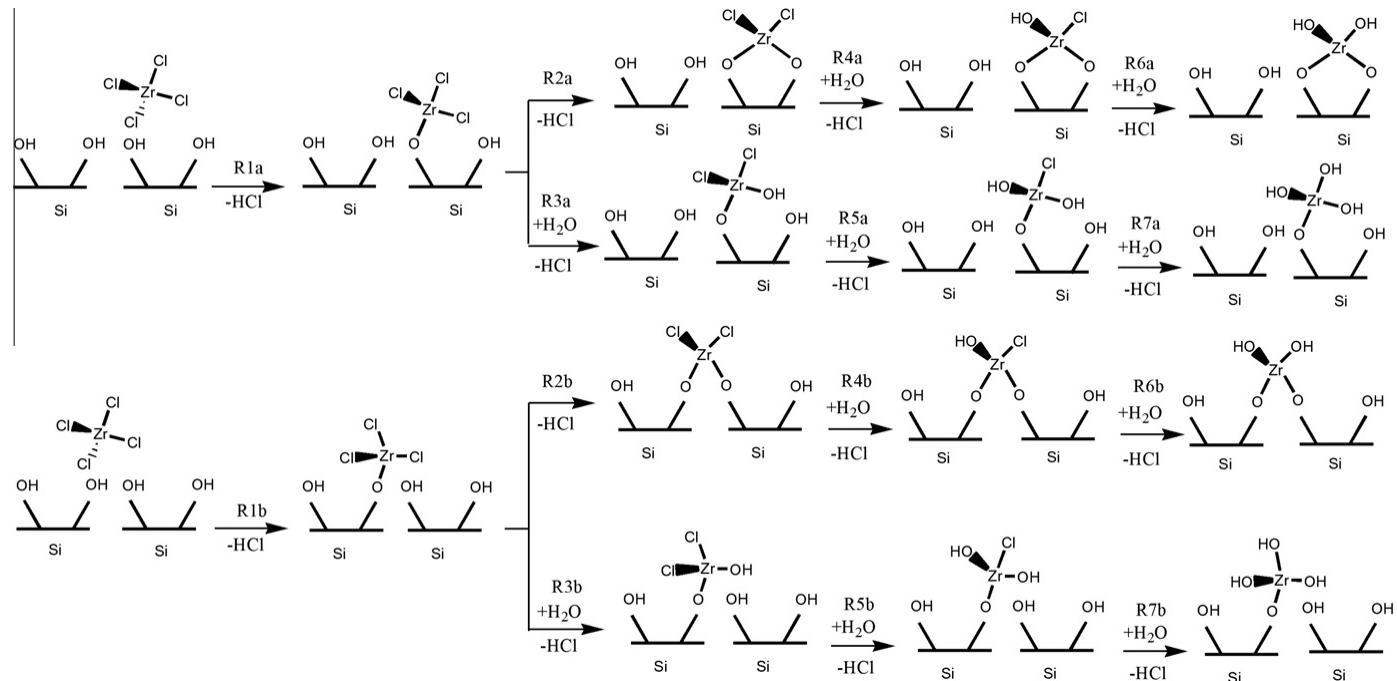 Cl
Cl Zr Cl
Cl
OH OH OH OH
Si Si
R1a
-HCl
Cl
Cl Zr Cl
OH OH O OH
Si Si
R2a
-HCl
Cl Cl
Zr
OH OH O O
Si Si
R4a
+H2O
-HCl
HO Cl
Zr
OH OH O O
Si Si
R6a
+H2O
-HCl
HO OH
Zr
OH OH O O
Si Si
R3a
+H2O
-HCl
Cl
Cl Zr OH
OH OH O OH
Si Si
R5a
+H2O
-HCl
Cl
HO Zr OH
OH OH O OH
Si Si
R7a
+H2O
-HCl
OH
HO Zr OH
OH OH O OH
Si Si
Cl
Cl Zr Cl
Cl
OH OH OH OH
Si Si
R1b
-HCl
Cl
Cl Zr Cl
OH O OH OH
Si Si
R2b
-HCl
Cl Cl
Zr
OH O O OH
Si Si
R4b
+H2O
-HCl
HO Cl
Zr
OH O O OH
Si Si
R6b
+H2O
-HCl
HO OH
Zr
OH O O OH
Si Si
R3b
+H2O
-HCl
Cl
Cl Zr OH
OH O OH OH
Si Si
R5b
+H2O
-HCl
HO Cl
Zr OH
OH O OH OH
Si Si
R7b
+H2O
-HCl
HO
HO Zr OH
OH O OH OH
Si Si